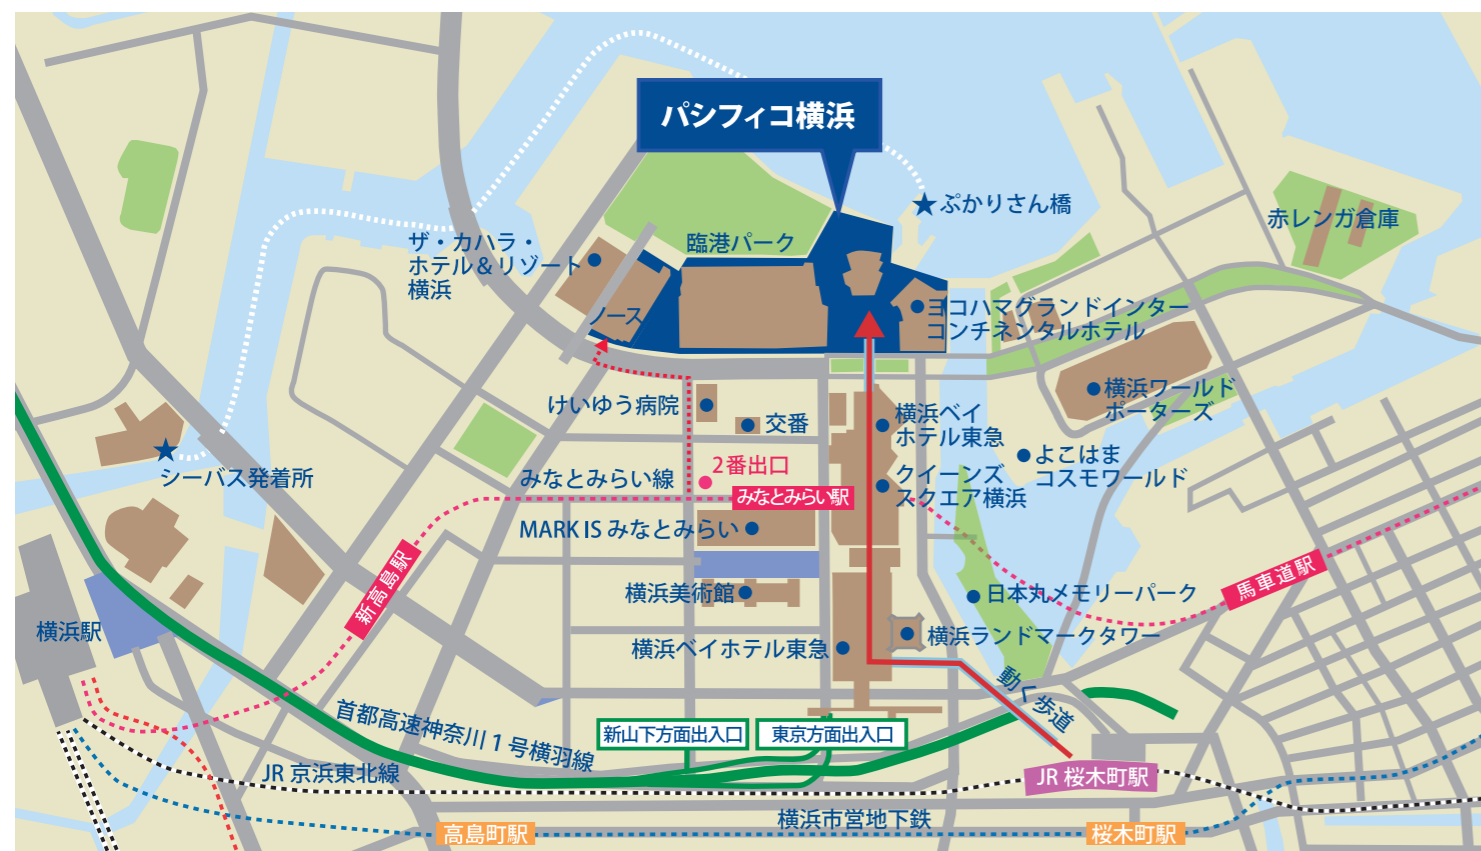 パシフィコ横浜
ぷかりさん橋
赤レンガ倉庫
ザ・カハラ・
ホテル&リゾート
横浜
臨港パーク
ノース
ヨコハマグランドインター
コンチネンタルホテル
横浜ワールド
ポーターズ
けいゆう病院
交番
横浜ベイ
ホテル東急
よこはま
コスモワールド
シーバス発着所
みなとみらい線
2番出口
みなとみらい駅
クイーンズ
スクエア横浜
MARK IS みなとみらい
新高島駅
馬車道駅
横浜美術館
日本丸メモリーパーク
横浜駅
横浜ベイホテル東急
横浜ランドマークタワー
動く歩道
首都高速神奈川1号横羽線
新山下方面出入口
東京方面出入口
JR 京浜東北線
JR 桜木町駅
横浜市営地下鉄
高島町駅
桜木町駅